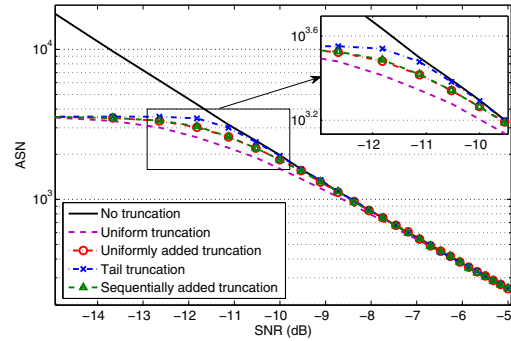 10^4
10^3
ASN
−14 −13 −12 −11 −10 −9 −8 −7 −6 −5
SNR (dB)
No truncation
Uniform truncation
Uniformly added truncation
Tail truncation
Sequentially added truncation
10^3.6
10^3.2
−12 −11 −10